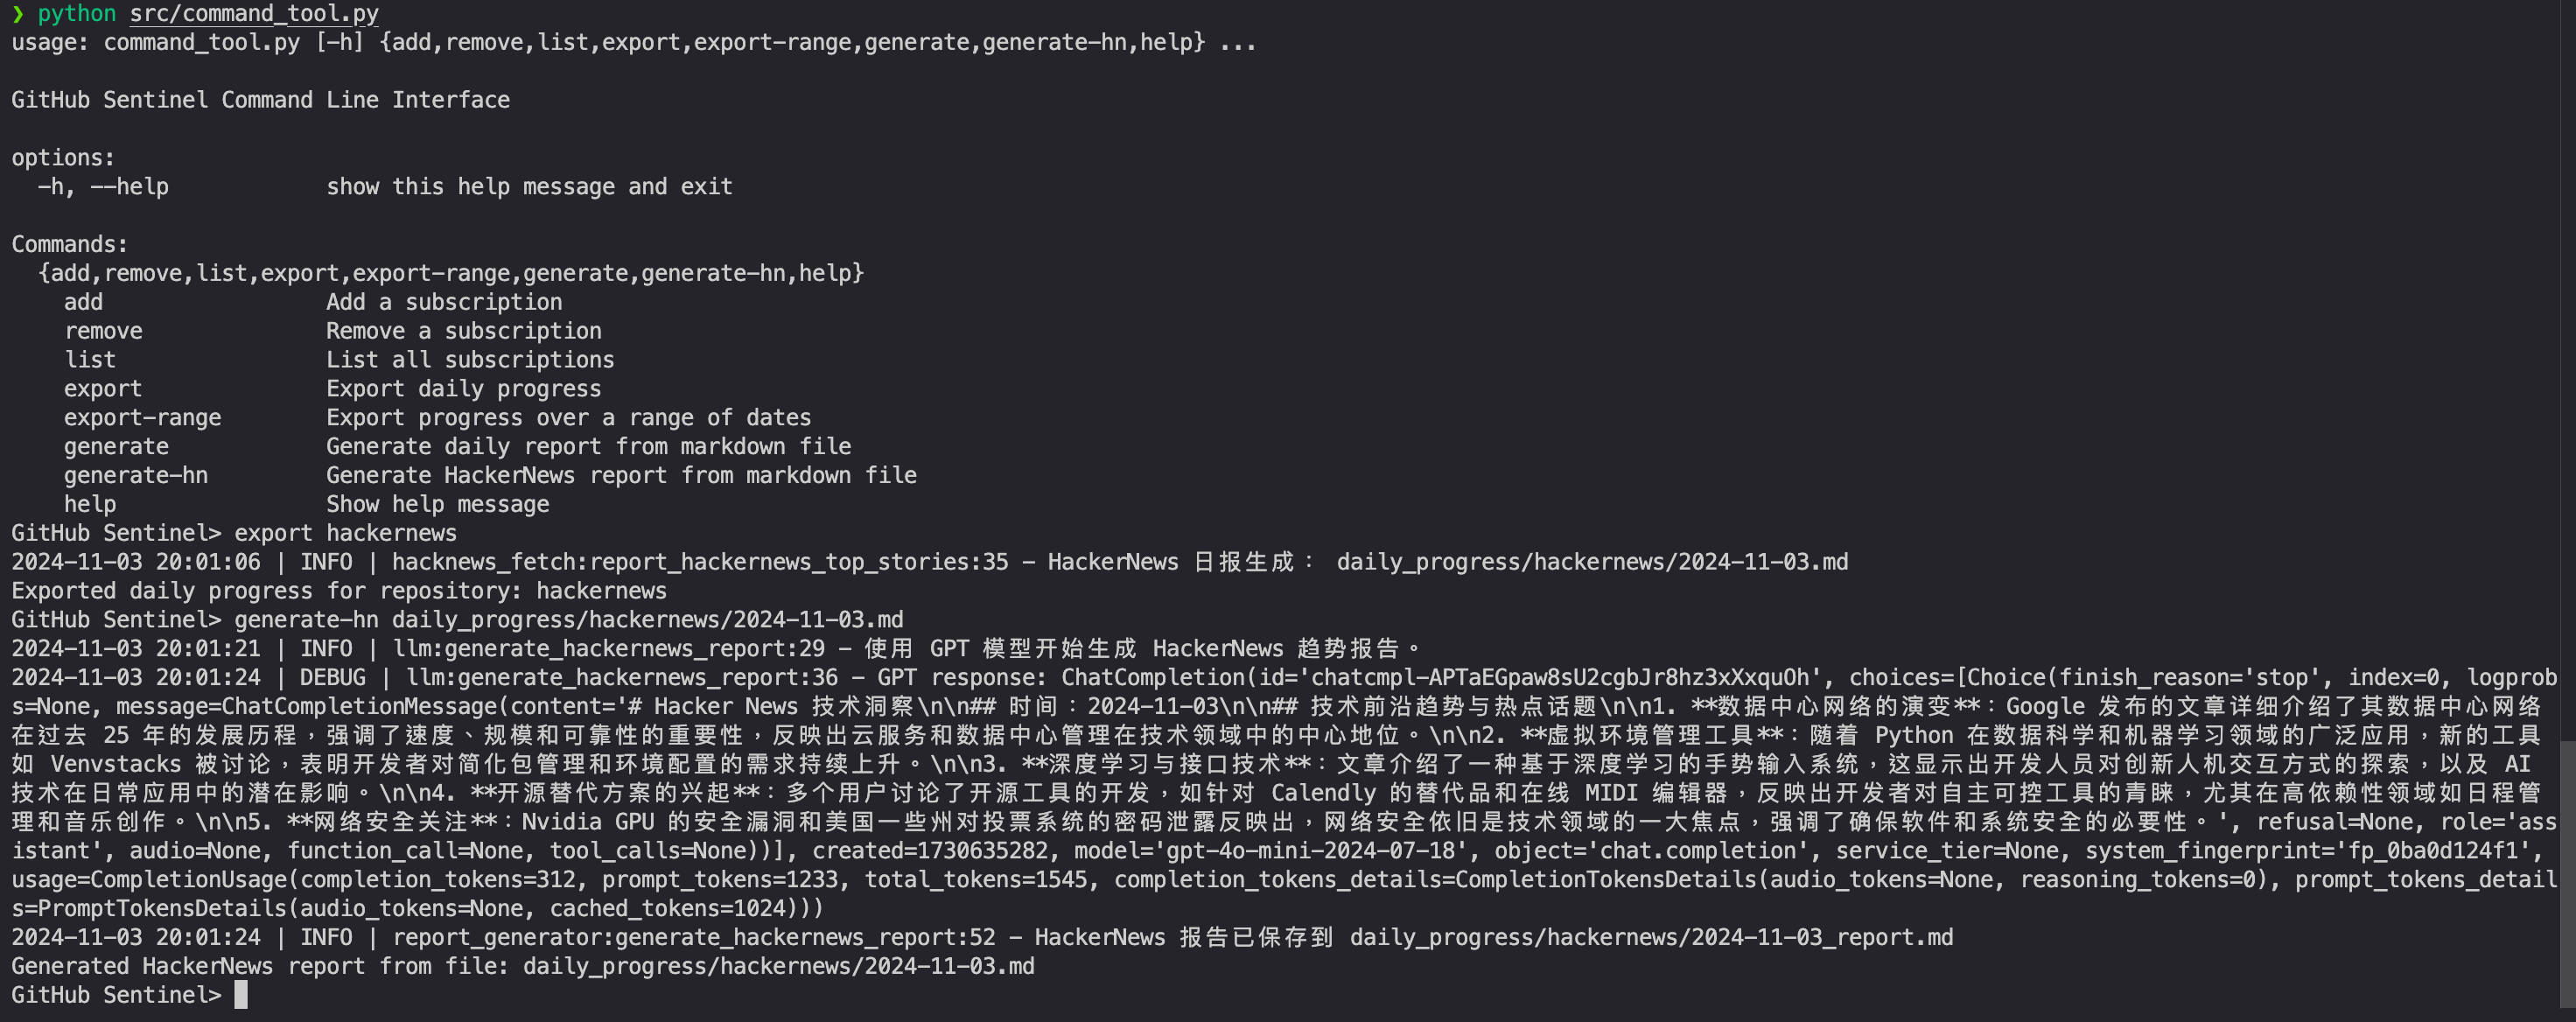 ❯ python src/command_tool.py
usage: command_tool.py [-h] {add,remove,list,export,export-range,generate,generate-hn,help} ...
GitHub Sentinel Command Line Interface
options:
-h, --help show this help message and exit
Commands:
{add,remove,list,export,export-range,generate,generate-hn,help}
add Add a subscription
remove Remove a subscription
list List all subscriptions
export Export daily progress
export-range Export progress over a range of dates
generate Generate daily report from markdown file
generate-hn Generate HackerNews report from markdown file
help Show help message
GitHub Sentinel> export hackernews
2024-11-03 20:01:06 | INFO | hacknews_fetch:report_hackernews_top_stories:35 - HackerNews 日报生成： daily_progress/hackernews/2024-11-03.md
Exported daily progress for repository: hackernews
GitHub Sentinel> generate-hn daily_progress/hackernews/2024-11-03.md
2024-11-03 20:01:21 | INFO | llm:generate_hackernews_report:29 - 使用 GPT 模型开始生成 HackerNews 趋势报告。
2024-11-03 20:01:24 | DEBUG | llm:generate_hackernews_report:36 - GPT response: ChatCompletion(id='chatcmpl-APTaEGpaw8sU2cgbJr8hz3xXxquOh', choices=[Choice(finish_reason='stop', index=0, logprob
s=None, message=ChatCompletionMessage(content='# Hacker News 技术洞察\n\n## 时间：2024-11-03\n\n## 技术前沿趋势与热点话题\n\n1. **数据中心网络的演变**：Google 发布的文章详细介绍了其数据中心网络
在过去 25 年的发展历程，强调了速度、规模和可靠性的重要性，反映出云服务和数据中心管理在技术领域中的中心地位。\n\n2. **虚拟环境管理工具**：随着 Python 在数据科学和机器学习领域的广泛应用，新的工具
如 Venvstacks 被讨论，表明开发者对简化包管理和环境配置的需求持续上升。\n\n3. **深度学习与接口技术**：文章介绍了一种基于深度学习的手势输入系统，这显示出开发人员对创新人机交互方式的探索，以及 AI
技术在日常应用中的潜在影响。\n\n4. **开源替代方案的兴起**：多个用户讨论了开源工具的开发，如针对 Calendly 的替代品和在线 MIDI 编辑器，反映出开发者对自主可控工具的青睐，尤其在高依赖性领域如日程管
理和音乐创作。\n\n5. **网络安全关注**：Nvidia GPU 的安全漏洞和美国一些州对投票系统的密码泄露反映出，网络安全依旧是技术领域的一大焦点，强调了确保软件和系统安全的必要性。', refusal=None, role='ass
istant', audio=None, function_call=None, tool_calls=None))], created=1730635282, model='gpt-4o-mini-2024-07-18', object='chat.completion', service_tier=None, system_fingerprint='fp_0ba0d124f1',
usage=CompletionUsage(completion_tokens=312, prompt_tokens=1233, total_tokens=1545, completion_tokens_details=CompletionTokensDetails(audio_tokens=None, reasoning_tokens=0), prompt_tokens_detail
s=PromptTokensDetails(audio_tokens=None, cached_tokens=1024)))
2024-11-03 20:01:24 | INFO | report_generator:generate_hackernews_report:52 - HackerNews 报告已保存到 daily_progress/hackernews/2024-11-03_report.md
Generated HackerNews report from file: daily_progress/hackernews/2024-11-03.md
GitHub Sentinel>